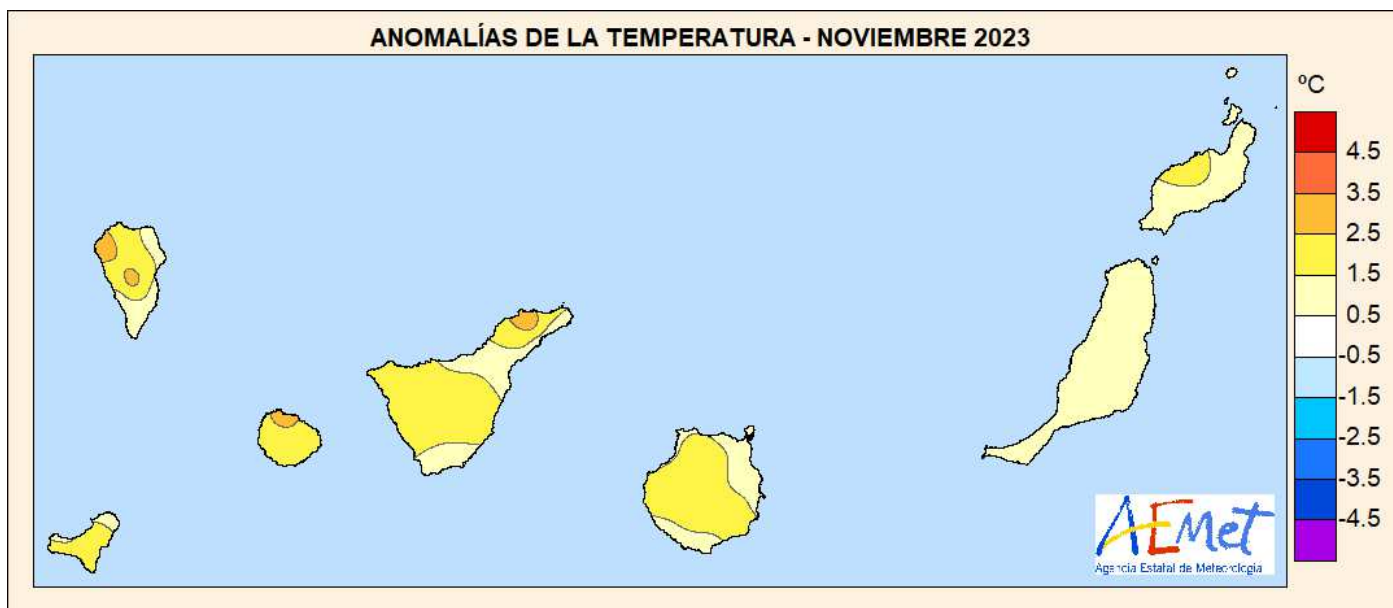 ANOMALÍAS DE LA TEMPERATURA - NOVIEMBRE 2023
ºC
4.5
3.5
2.5
1.5
0.5
-0.5
-1.5
-2.5
-3.5
-4.5
AEMet
Agencia Estatal de Meteorología